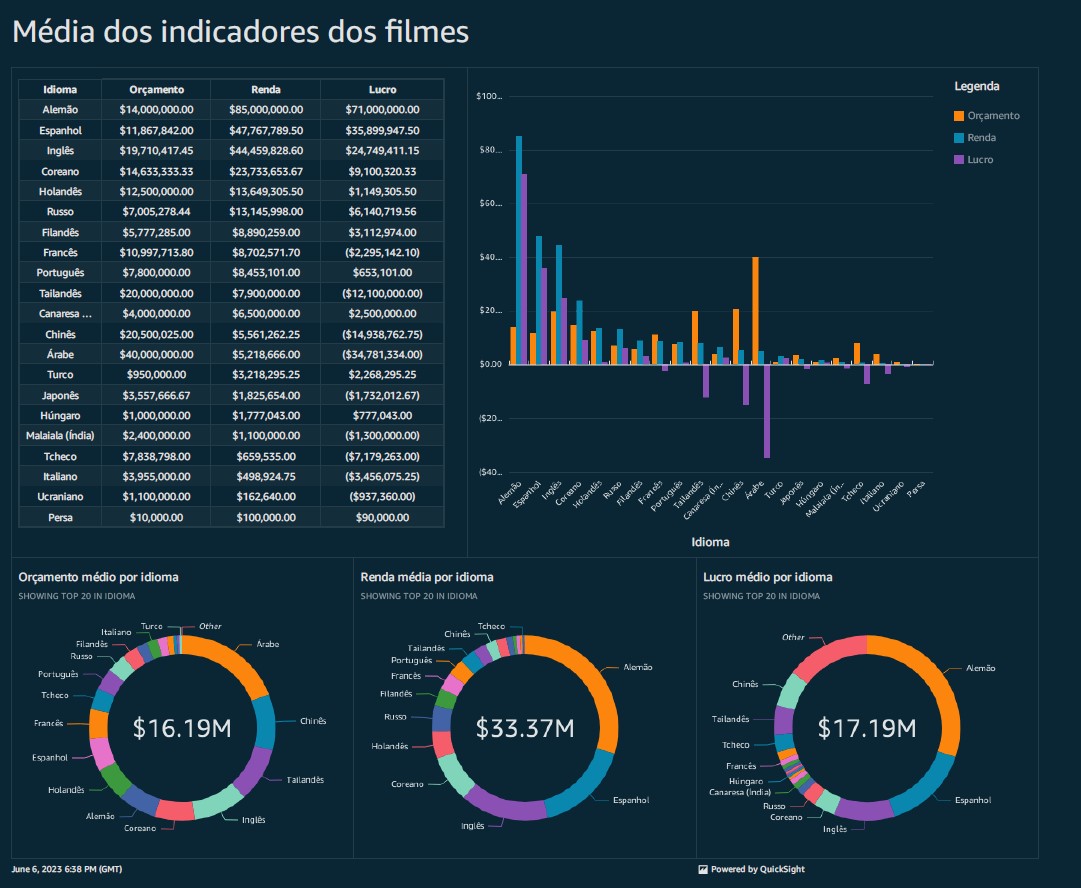 Média dos indicadores dos filmes
Idioma Orçamento Renda Lucro
Alemão $14,000,000.00 $85,000,000.00 $71,000,000.00
Espanhol $11,867,842.00 $47,767,789.50 $35,899,947.50
Inglês $19,710,417.45 $44,459,828.60 $24,749,411.15
Coreano $14,633,333.33 $23,733,653.67 $9,100,320.33
Holandês $12,500,000.00 $13,649,305.50 $1,149,305.50
Russo $7,005,278.44 $13,145,998.00 $6,140,719.56
Filandês $5,777,285.00 $8,890,259.00 $3,112,974.00
Francês $10,997,713.80 $8,702,571.70 ($2,295,142.10)
Português $7,800,000.00 $8,453,101.00 $653,101.00
Tailandês $20,000,000.00 $7,900,000.00 ($12,100,000.00)
Canaresa ... $4,000,000.00 $6,500,000.00 $2,500,000.00
Chinês $20,500,025.00 $5,561,262.25 ($14,938,762.75)
Árabe $40,000,000.00 $5,218,666.00 ($34,781,334.00)
Turco $950,000.00 $3,218,295.25 $2,268,295.25
Japonês $3,557,666.67 $1,825,654.00 ($1,732,012.67)
Húngaro $1,000,000.00 $1,777,043.00 $777,043.00
Malaiala (Índia) $2,400,000.00 $1,100,000.00 ($1,300,000.00)
Tcheco $7,838,798.00 $659,535.00 ($7,179,263.00)
Italiano $3,955,000.00 $498,924.75 ($3,456,075.25)
Ucraniano $1,100,000.00 $162,640.00 ($937,360.00)
Persa $10,000.00 $100,000.00 $90,000.00
$100...
$80...
$60...
$40...
$20...
$0.00
($20...
($40...
Alemão
Espanhol
Inglês
Coreano
Holandês
Russo
Filandês
Francês
Português
Tailandês
Canaresa (Ín...
Chinês
Árabe
Turco
Japonês
Húngaro
Malaiala (Ín...
Tcheco
Italiano
Ucraniano
Persa
Idioma
Legenda
Orçamento
Renda
Lucro
Orçamento médio por idioma
SHOWING TOP 20 IN IDIOMA
Turco
Other
Italiano
Árabe
Filandês
Russo
Português
Tcheco
Chinês
Francês
$16.19M
Espanhol
Tailandês
Holandês
Alemão
Inglês
Coreano
Renda média por idioma
SHOWING TOP 20 IN IDIOMA
Tcheco
Chinês
Tailandês
Português
Alemão
Francês
Filandês
Russo
$33.37M
Holandês
Coreano
Espanhol
Inglês
Lucro médio por idioma
SHOWING TOP 20 IN IDIOMA
Other
Alemão
Chinês
Tailandês
$17.19M
Tcheco
Francês
Húngaro
Canaresa (Índia)
Espanhol
Russo
Coreano
Inglês
June 6, 2023 6:38 PM (GMT)
Powered by QuickSight